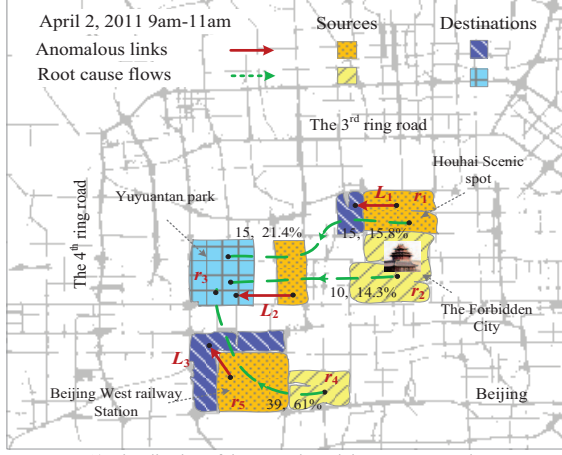 April 2, 2011 9am-11am
Sources
Destinations
Anomalous links
Root cause flows
The 3rd ring road
Houhai Scenic
spot
The 4th ring road
Yuyuantan park
L1
r1
15, 21.4%
15, 15.8%
r3
10, 14.3%
r2
L2
The Forbidden
City
L3
r4
Beijing West railway
Station
r5
39, 61%
Beijing